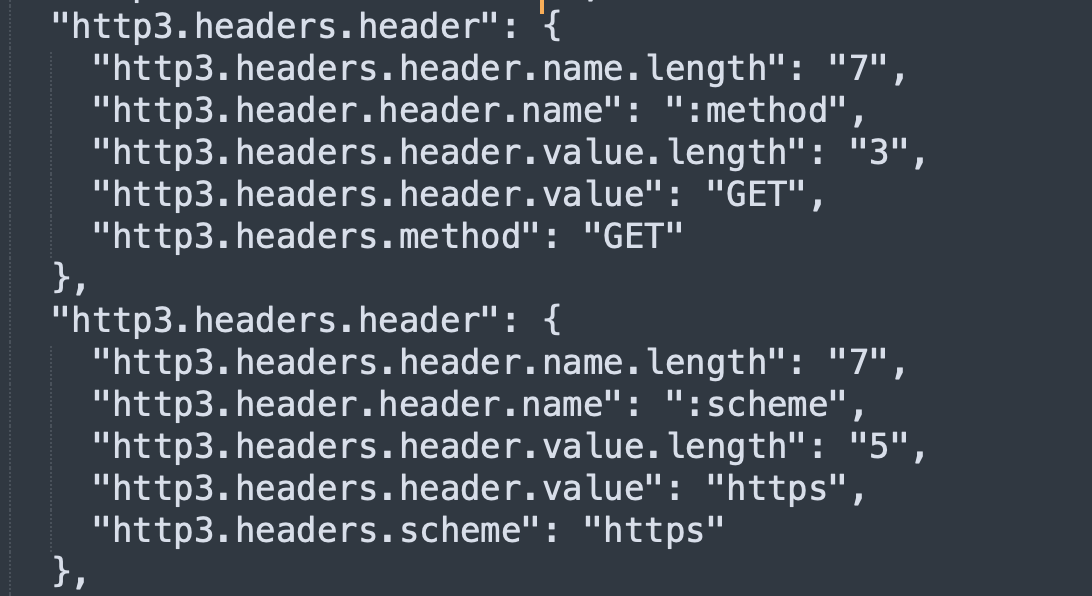 "http3.headers.header": {
"http3.headers.header.name.length": "7",
"http3.header.header.name": ":method",
"http3.headers.header.value.length": "3",
"http3.headers.header.value": "GET",
"http3.headers.method": "GET"
},
"http3.headers.header": {
"http3.headers.header.name.length": "7",
"http3.header.header.name": ":scheme",
"http3.headers.header.value.length": "5",
"http3.headers.header.value": "https",
"http3.headers.scheme": "https"
},